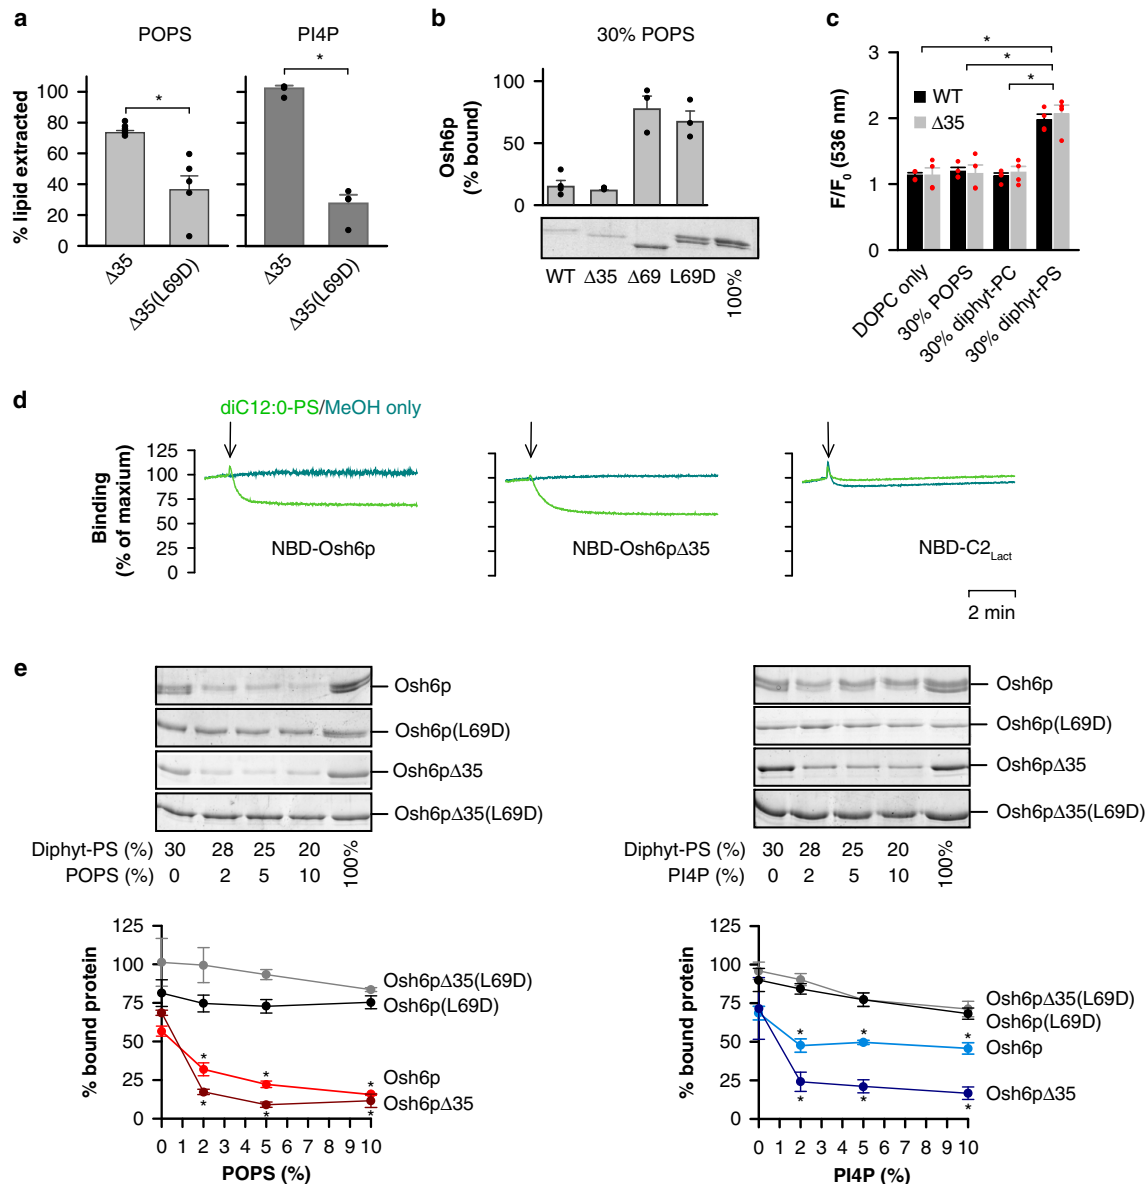 a
POPS
PI4P
% lipid extracted
100
80
60
40
20
0
*
*
Δ35
Δ35(L69D)
Δ35
Δ35(L69D)
b
30% POPS
Osh6p
(% bound)
100
50
0
WT
Δ35
Δ69
L69D
100%
c
F/F0 (536 nm)
3
2
1
0
*
*
*
WT
Δ35
DOPC only
30% POPS
30% diphyt-PC
30% diphyt-PS
d
diC12:0-PS/MeOH only
Binding
(% of maxium)
125
100
75
50
25
0
NBD-Osh6p
NBD-Osh6pΔ35
NBD-C2Lact
2 min
e
Osh6p
Osh6p(L69D)
Osh6pΔ35
Osh6pΔ35(L69D)
Diphyt-PS (%) 30 28 25 20 100%
POPS (%) 0 2 5 10
Osh6p
Osh6p(L69D)
Osh6pΔ35
Osh6pΔ35(L69D)
Diphyt-PS (%) 30 28 25 20 100%
PI4P (%) 0 2 5 10
% bound protein
125
100
75
50
25
0
Osh6pΔ35(L69D)
Osh6p(L69D)
Osh6p
Osh6pΔ35
* * *
* * *
0 1 2 3 4 5 6 7 8 9 10
POPS (%)
% bound protein
125
100
75
50
25
0
Osh6pΔ35(L69D)
Osh6p(L69D)
Osh6p
Osh6pΔ35
* * *
* * *
0 1 2 3 4 5 6 7 8 9 10
PI4P (%)